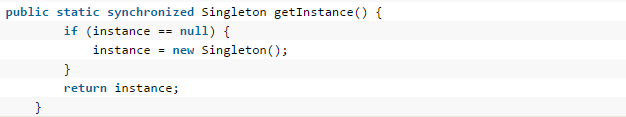 public static synchronized Singleton getInstance() {
        if (instance == null) {
            instance = new Singleton();
        }
        return instance;
    }